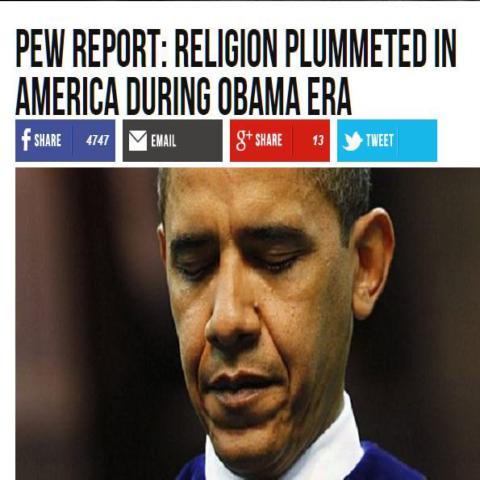 PEW REPORT: RELIGION PLUMMETED IN
AMERICA DURING OBAMA ERA
f SHARE 4747 EMAIL g+ SHARE 13 TWEET